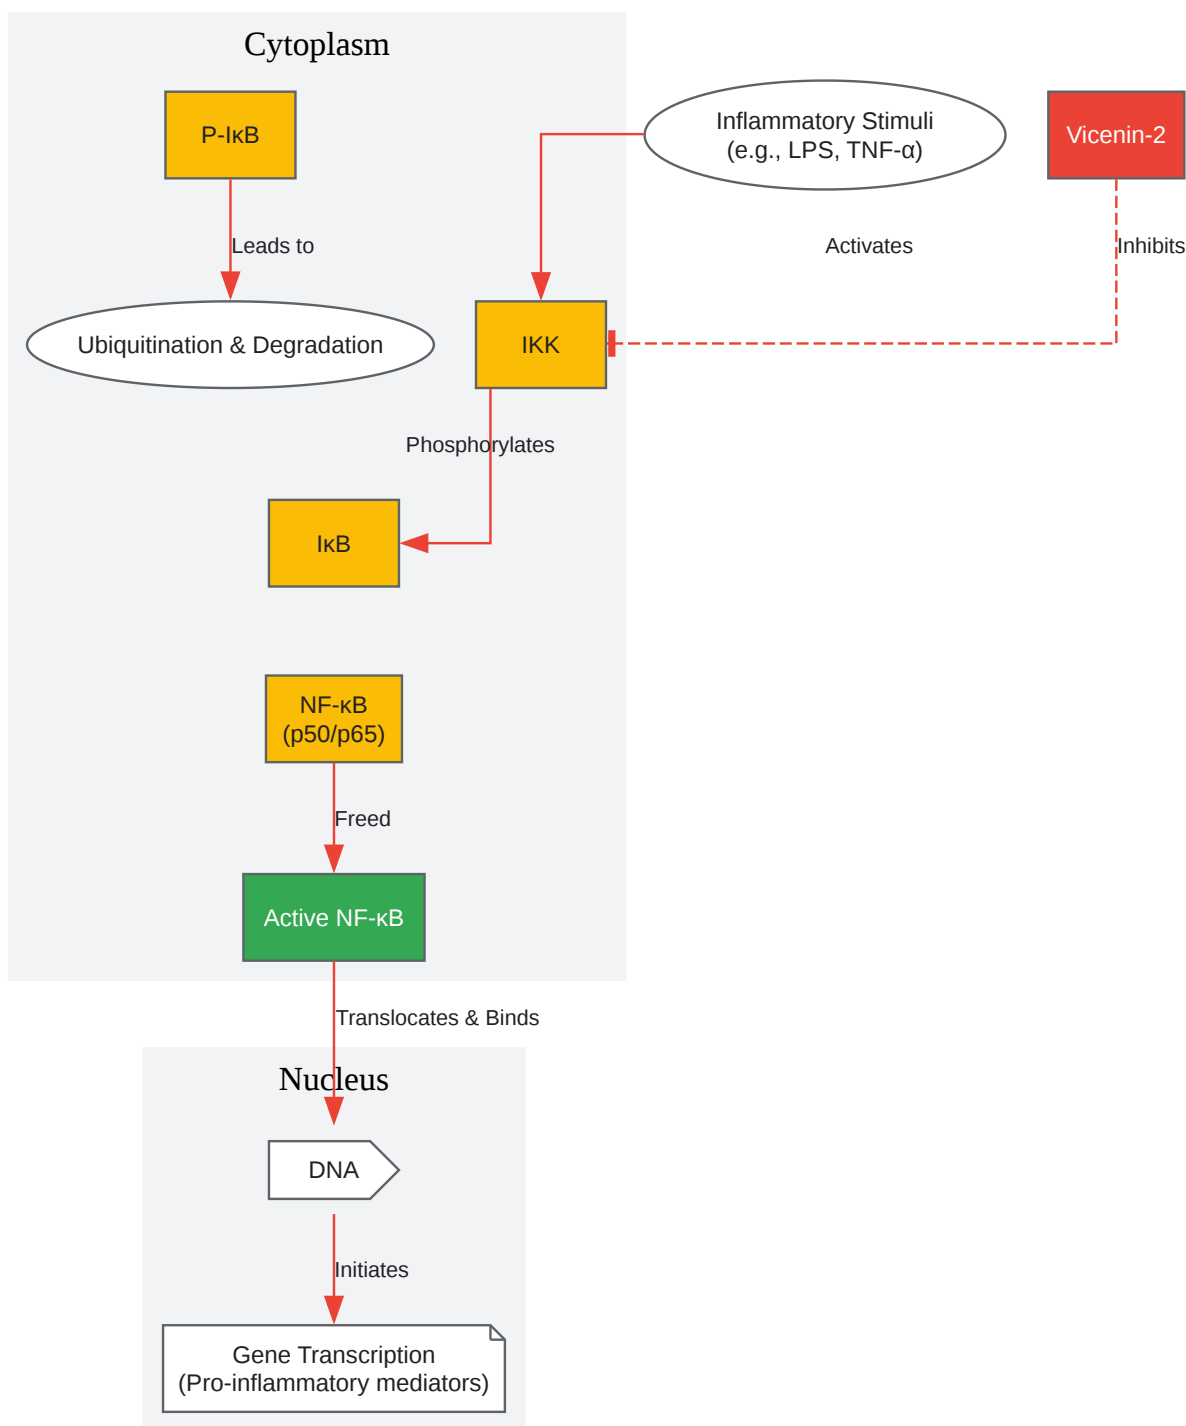 Cytoplasm
P-IκB
Inflammatory Stimuli
(e.g., LPS, TNF-α)
Vicenin-2
Leads to
Activates
Inhibits
Ubiquitination & Degradation
IKK
Phosphorylates
IκB
NF-κB
(p50/p65)
Freed
Active NF-κB
Translocates & Binds
Nucleus
DNA
Initiates
Gene Transcription
(Pro-inflammatory mediators)